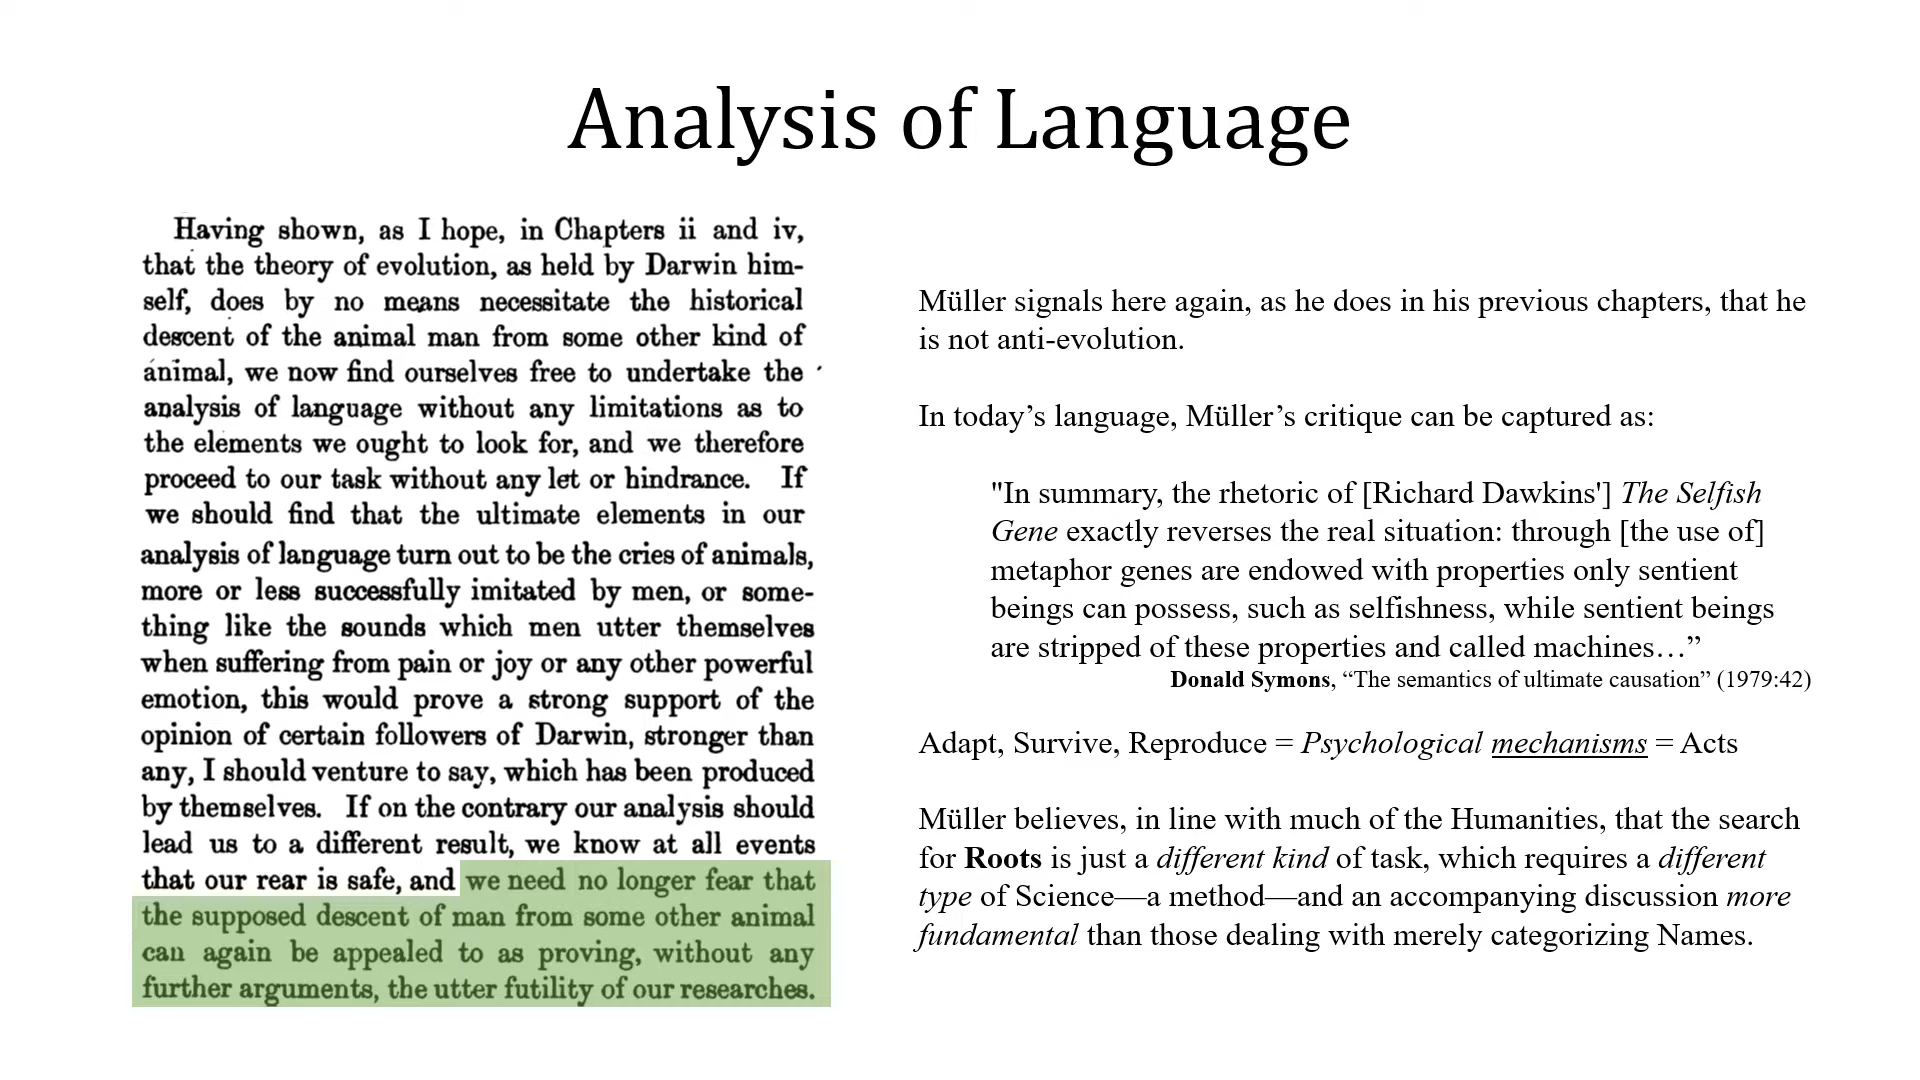 Analysis of Language
Having shown, as I hope, in Chapters ii and iv,
that the theory of evolution, as held by Darwin him-
self, does by no means necessitate the historical
descent of the animal man from some other kind of
animal, we now find ourselves free to undertake the
analysis of language without any limitations as to
the elements we ought to look for, and we therefore
proceed to our task without any let or hindrance. If
we should find that the ultimate elements in our
analysis of language turn out to be the cries of animals,
more or less successfully imitated by men, or some-
thing like the sounds which men utter themselves
when suffering from pain or joy or any other powerful
emotion, this would prove a strong support of the
opinion of certain followers of Darwin, stronger than
any, I should venture to say, which has been produced
by themselves. If on the contrary our analysis should
lead us to a different result, we know at all events
that our rear is safe, and we need no longer fear that
the supposed descent of man from some other animal
can again be appealed to as proving, without any
further arguments, the utter futility of our researches.
Müller signals here again, as he does in his previous chapters, that he
is not anti-evolution.
In today’s language, Müller’s critique can be captured as:
"In summary, the rhetoric of [Richard Dawkins'] The Selfish
Gene exactly reverses the real situation: through [the use of]
metaphor genes are endowed with properties only sentient
beings can possess, such as selfishness, while sentient beings
are stripped of these properties and called machines…”
Donald Symons, “The semantics of ultimate causation” (1979:42)
Adapt, Survive, Reproduce = Psychological mechanisms = Acts
Müller believes, in line with much of the Humanities, that the search
for Roots is just a different kind of task, which requires a different
type of Science—a method—and an accompanying discussion more
fundamental than those dealing with merely categorizing Names.